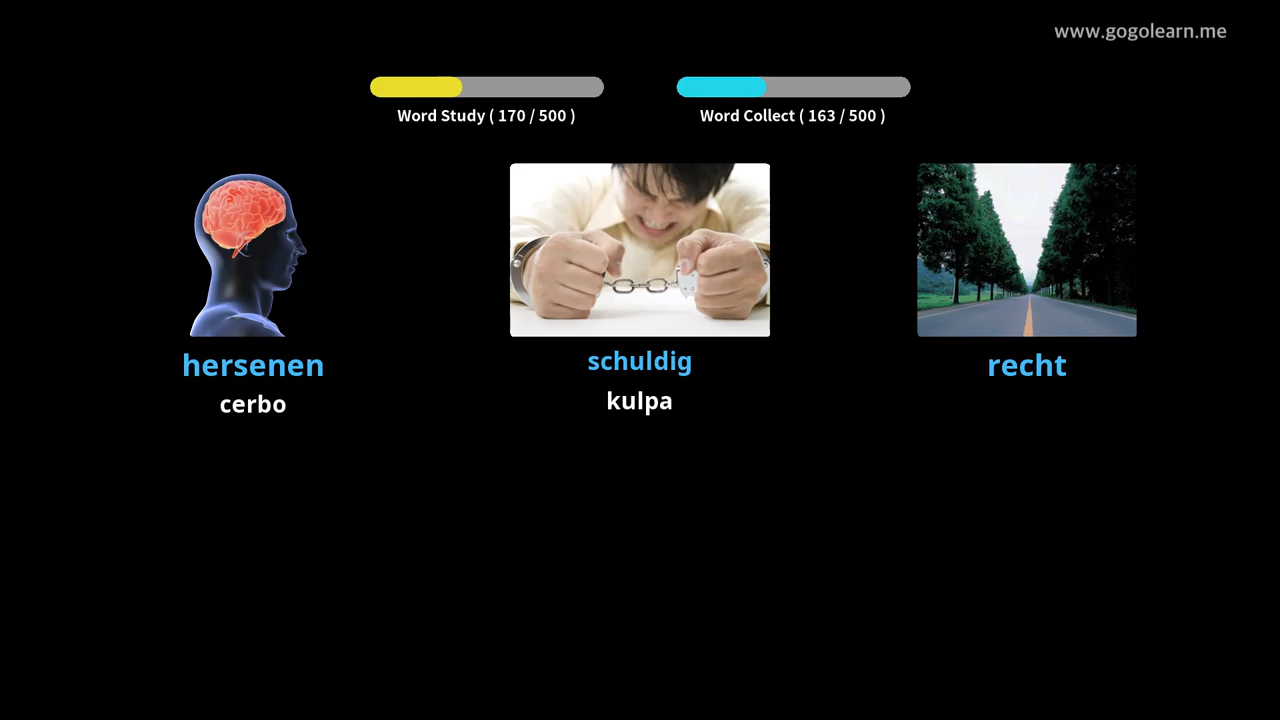 www.gogolearn.me
Word Study ( 170 / 500 )
Word Collect ( 163 / 500 )
hersenen
cerbo
schuldig
kulpa
recht